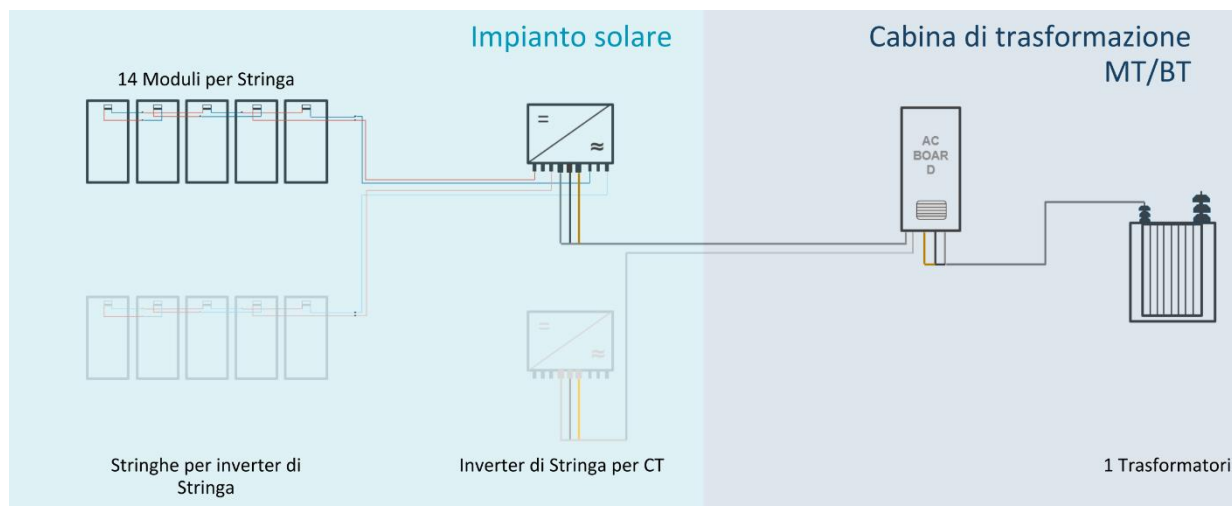 Impianto solare
Cabina di trasformazione
MT/BT
14 Moduli per Stringa
AC
BOAR
D
Stringhe per inverter di
Stringa
Inverter di Stringa per CT
1 Trasformatori